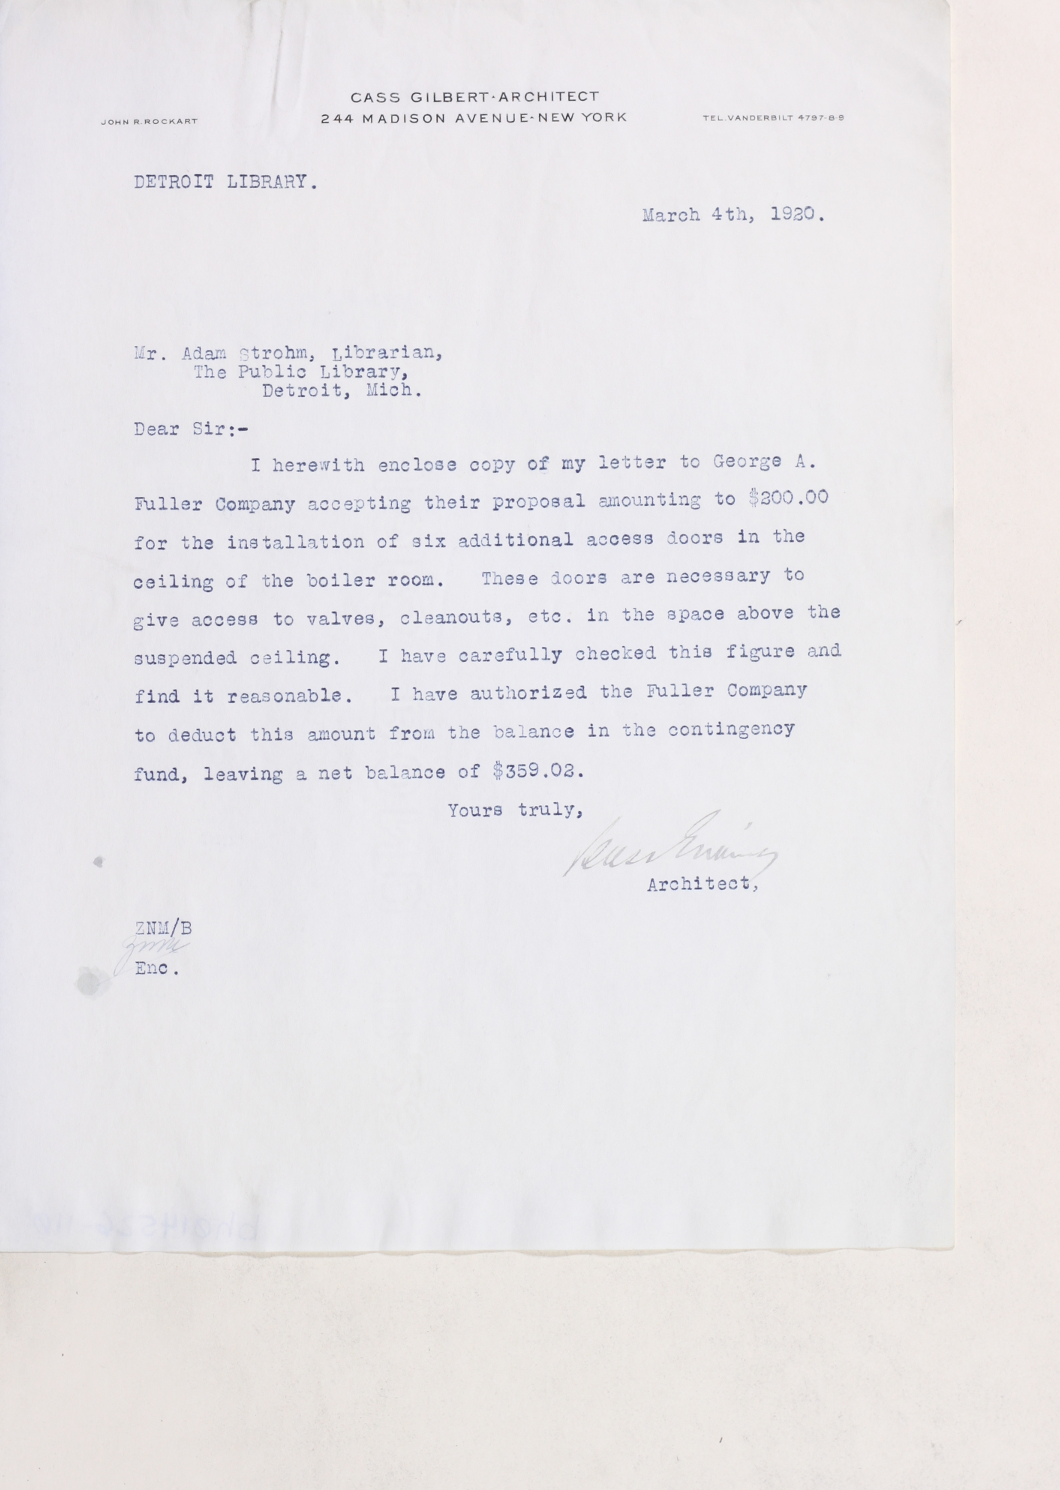 CASS GILBERT·ARCHITECT
JOHN R. ROCKART
244 MADISON AVENUE-NEW YORK
TEL. VANDERBILT 4797-8-9
DETROIT LIBRARY.
March 4th, 1920.
Mr. Adam Strohm, Librarian,
The Public Library,
Detroit, Mich.
Dear Sir:-
I herewith enclose copy of my letter to George A.
Fuller Company accepting their proposal amounting to $200.00
for the installation of six additional access doors in the
ceiling of the boiler room. These doors are necessary to
give access to valves, cleanouts, etc. in the space above the
suspended ceiling. I have carefully checked this figure and
find it reasonable. I have authorized the Fuller Company
to deduct this amount from the balance in the contingency
fund, leaving a net balance of $359.02.
Yours truly,
Architect,
ZNM/B
Enc.